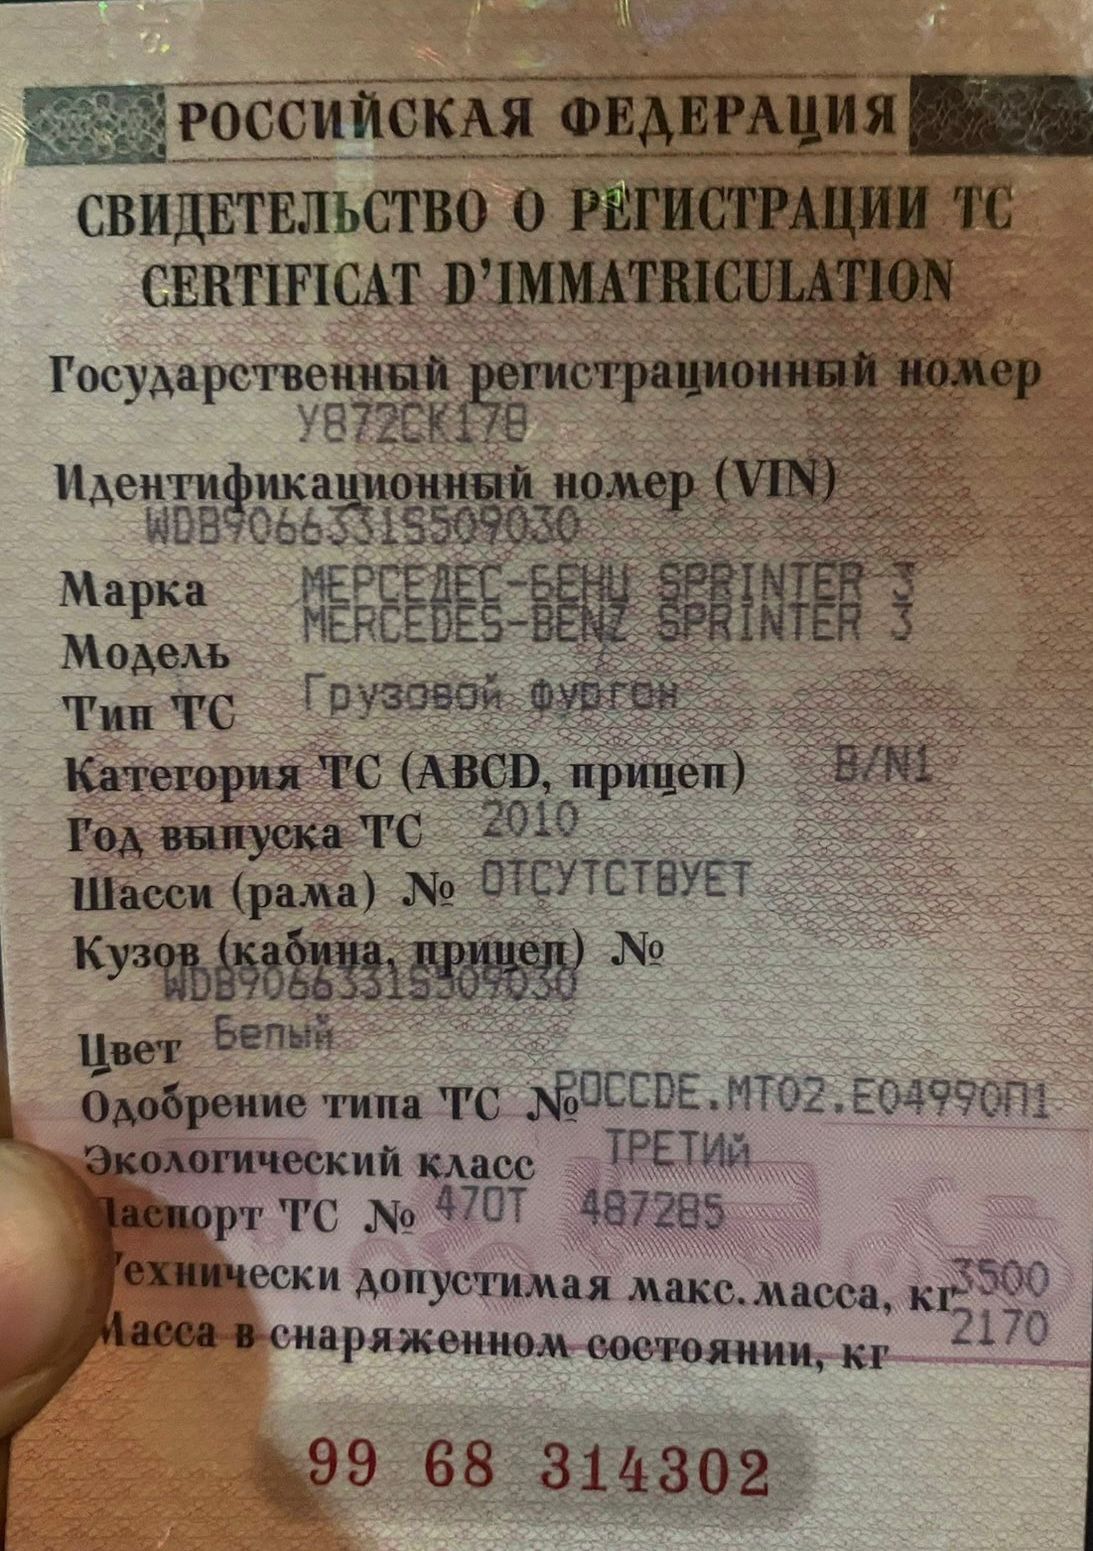 РОССИЙСКАЯ ФЕДЕРАЦИЯ
СВИДЕТЕЛЬСТВО О РЕГИСТРАЦИИ ТС
CERTIFICAT D'IMMATRICULATION
Государственный регистрационный номер
У872СК178
Идентификационный номер (VIN)
WDB9066331S509030
Марка МЕРСЕДЕС-БЕНЦ SPRINTER 3
Модель MERCEDES-BENZ SPRINTER 3
Тип ТС Грузовой фургон
Категория ТС (ABCD, прицеп) B/N1
Год выпуска ТС 2010
Шасси (рама) № ОТСУТСТВУЕТ
Кузов (кабина, прицеп) №
WDB9066331S509030
Цвет Белый
Одобрение типа ТС № РОССDE.МТ02.Е04990П1
Экологический класс ТРЕТИй
Паспорт ТС № 47ОТ 487285
Технически допустимая макс. масса, кг 3500
Масса в снаряженном состоянии, кг 2170
99 68 314302